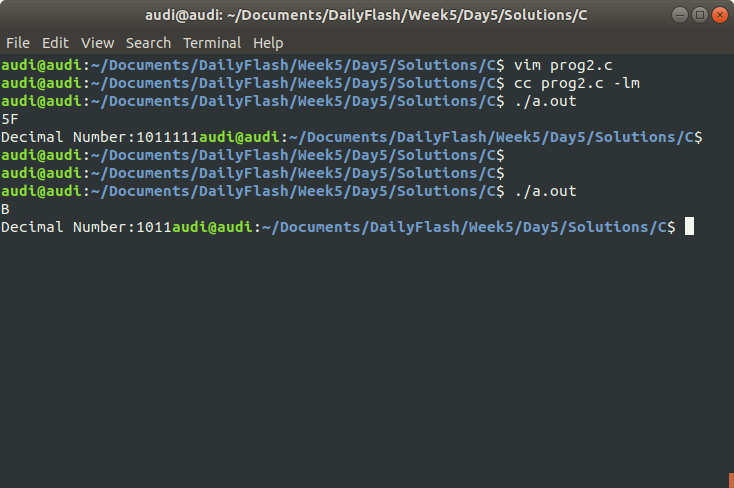 audi@audi: ~/Documents/DailyFlash/Week5/Day5/Solutions/C
File Edit View Search Terminal Help
audi@audi:~/Documents/DailyFlash/Week5/Day5/Solutions/C$ vim prog2.c
audi@audi:~/Documents/DailyFlash/Week5/Day5/Solutions/C$ cc prog2.c -lm
audi@audi:~/Documents/DailyFlash/Week5/Day5/Solutions/C$ ./a.out
5F
Decimal Number:1011111audi@audi:~/Documents/DailyFlash/Week5/Day5/Solutions/C$
audi@audi:~/Documents/DailyFlash/Week5/Day5/Solutions/C$
audi@audi:~/Documents/DailyFlash/Week5/Day5/Solutions/C$
audi@audi:~/Documents/DailyFlash/Week5/Day5/Solutions/C$ ./a.out
B
Decimal Number:1011audi@audi:~/Documents/DailyFlash/Week5/Day5/Solutions/C$